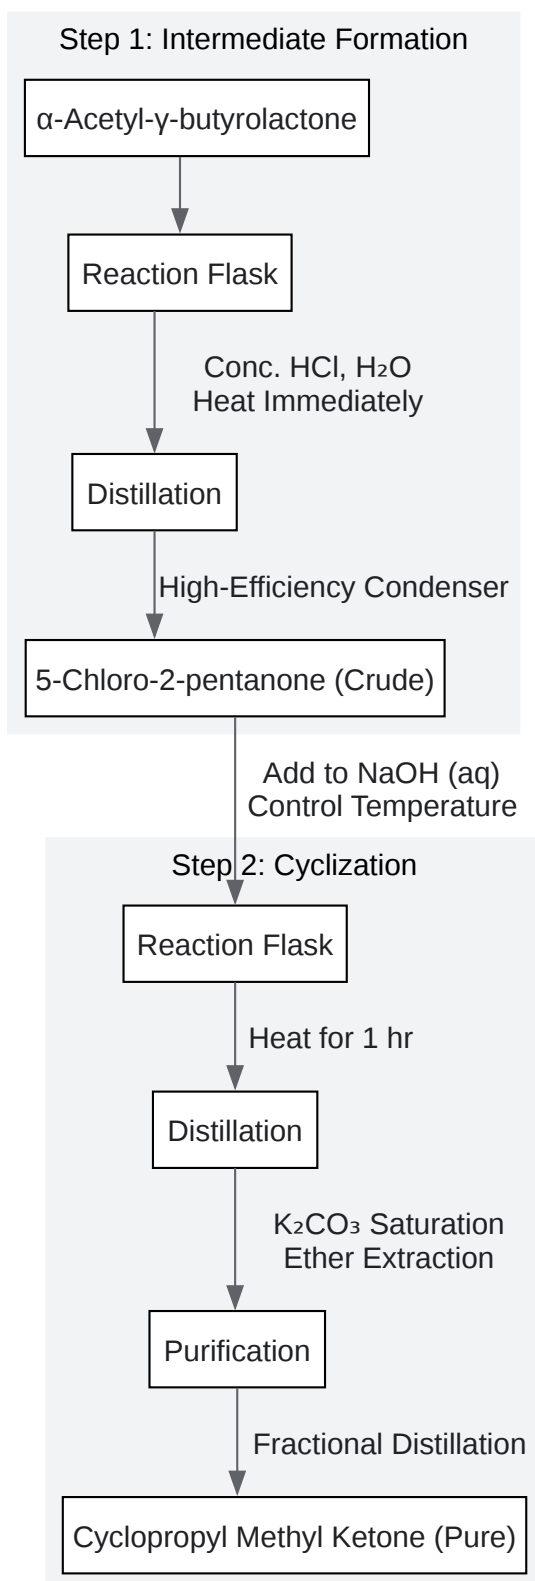 Step 1: Intermediate Formation
α-Acetyl-γ-butyrolactone
Reaction Flask
Conc. HCl, H₂O
Heat Immediately
Distillation
High-Efficiency Condenser
5-Chloro-2-pentanone (Crude)
Add to NaOH (aq)
Control Temperature
Step 2: Cyclization
Reaction Flask
Heat for 1 hr
Distillation
K₂CO₃ Saturation
Ether Extraction
Purification
Fractional Distillation
Cyclopropyl Methyl Ketone (Pure)